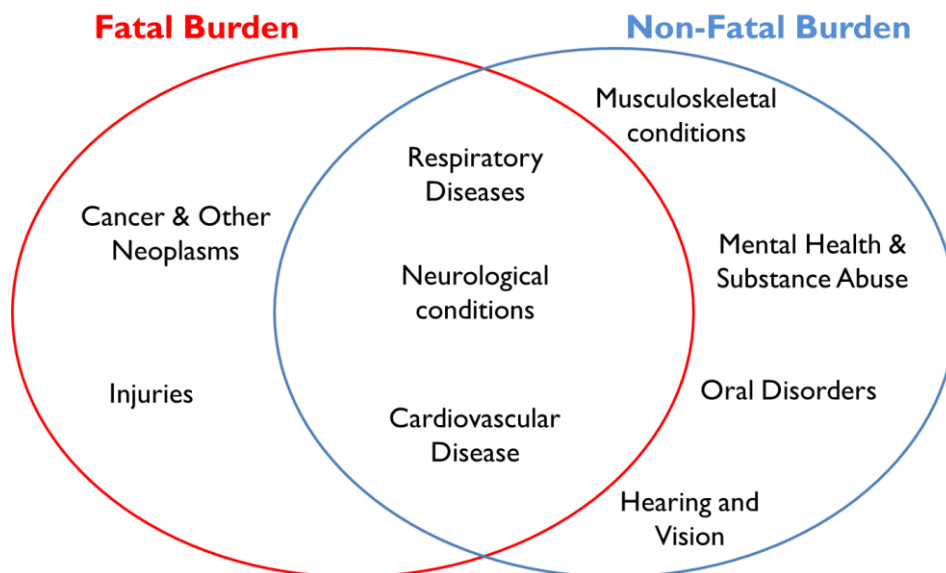 Fatal Burden
Non-Fatal Burden
Musculoskeletal
conditions
Respiratory
Diseases
Cancer & Other
Neoplasms
Mental Health &
Substance Abuse
Neurological
conditions
Injuries
Oral Disorders
Cardiovascular
Disease
Hearing and
Vision